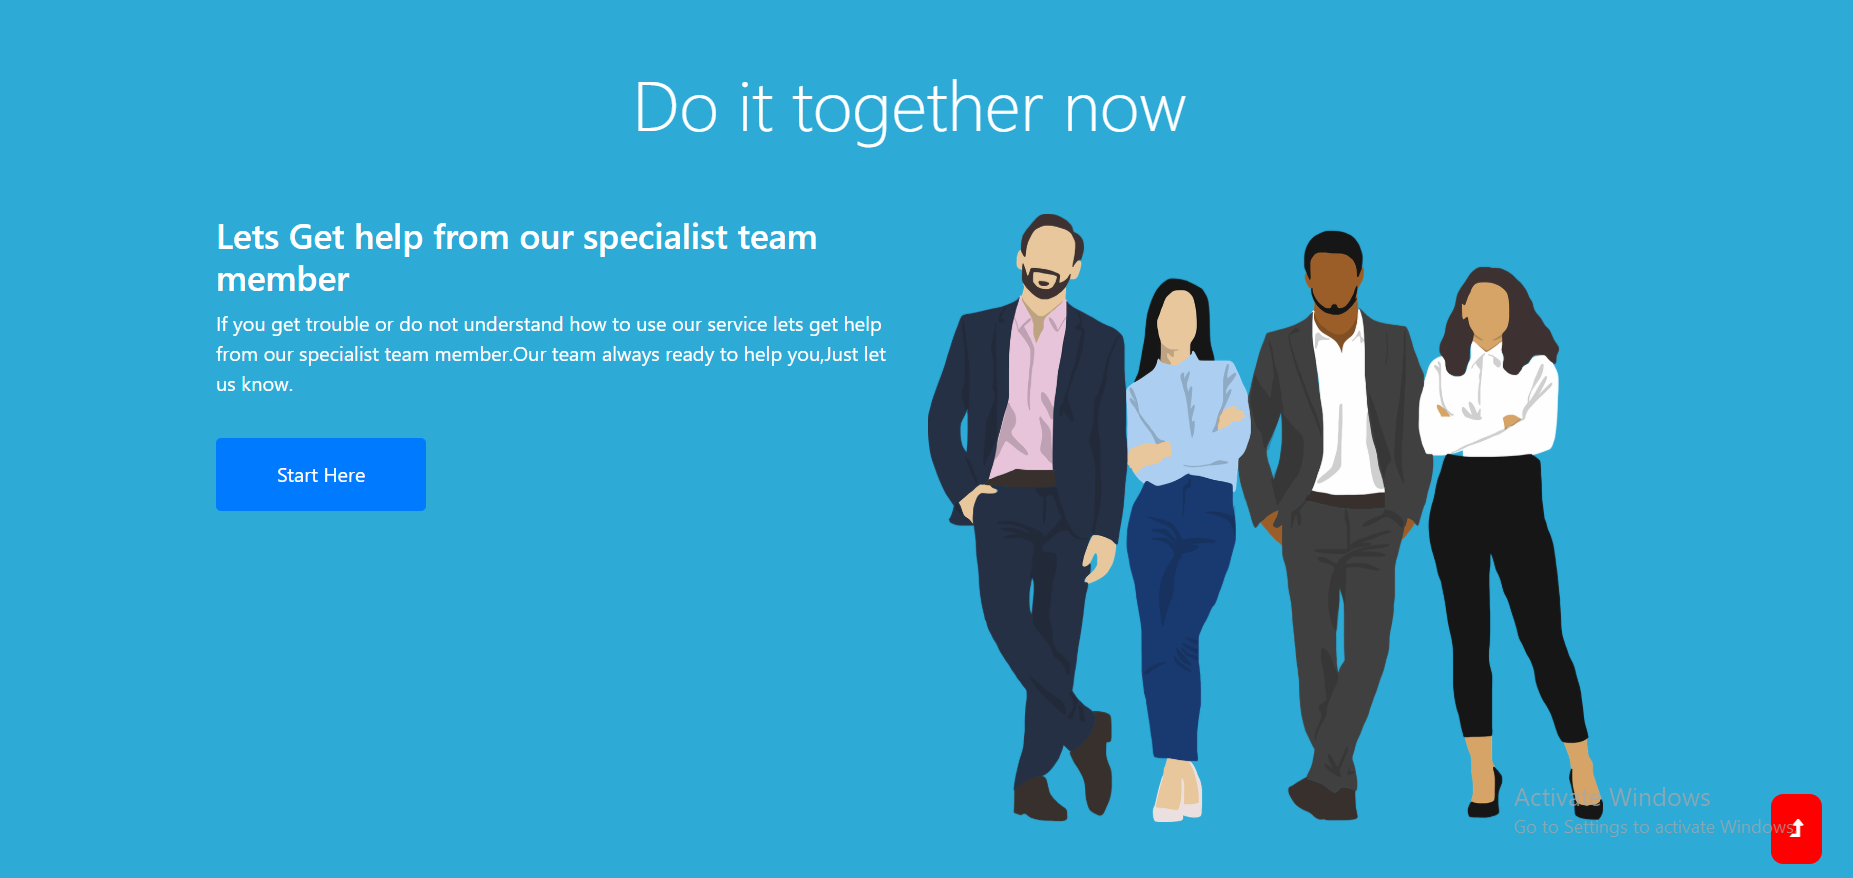 Do it together now
Lets Get help from our specialist team
member
If you get trouble or do not understand how to use our service lets get help
from our specialist team member.Our team always ready to help you,Just let
us know.
Start Here
Activate Windows
Go to Settings to activate Windows.